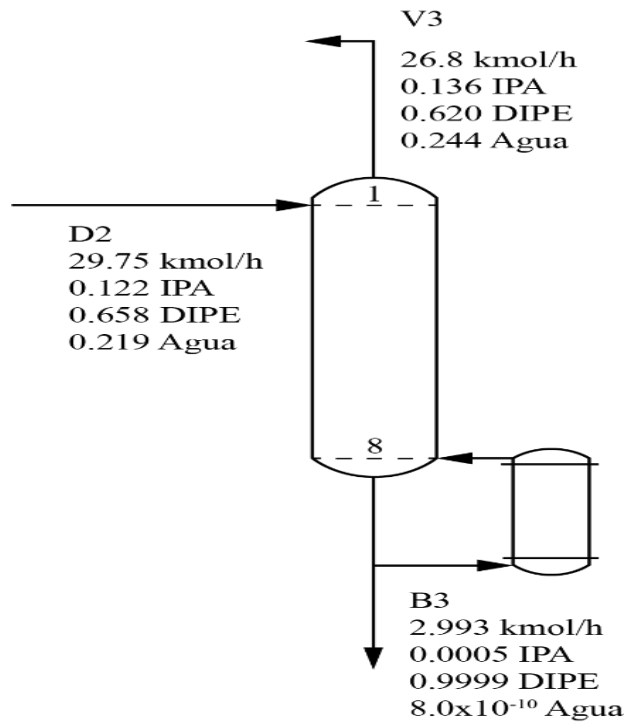 V3
26.8 kmol/h
0.136 IPA
0.620 DIPE
0.244 Agua
1
D2
29.75 kmol/h
0.122 IPA
0.658 DIPE
0.219 Agua
8
B3
2.993 kmol/h
0.0005 IPA
0.9999 DIPE
8.0x10⁻¹⁰ Agua